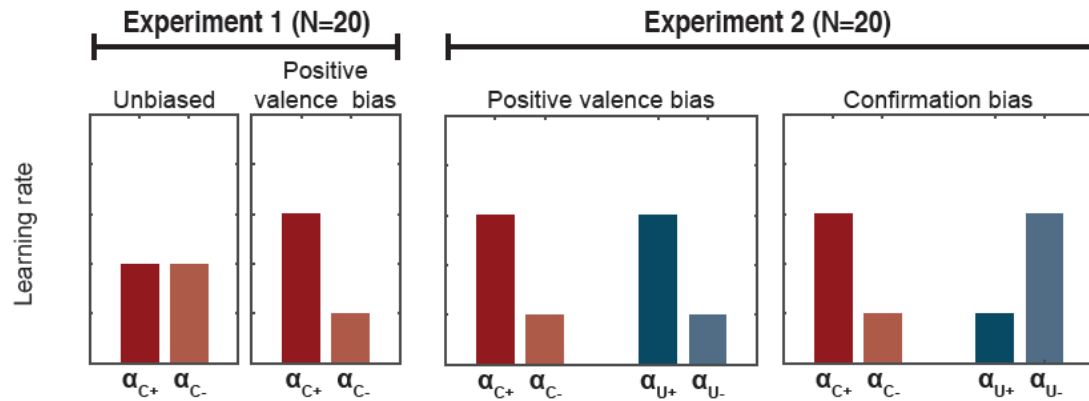 Experiment 1 (N=20)
Experiment 2 (N=20)
Unbiased
Positive
valence bias
Positive valence bias
Confirmation bias
Learning rate
αC+ αC-
αC+ αC-
αC+ αC- αU+ αU-
αC+ αC- αU+ αU-